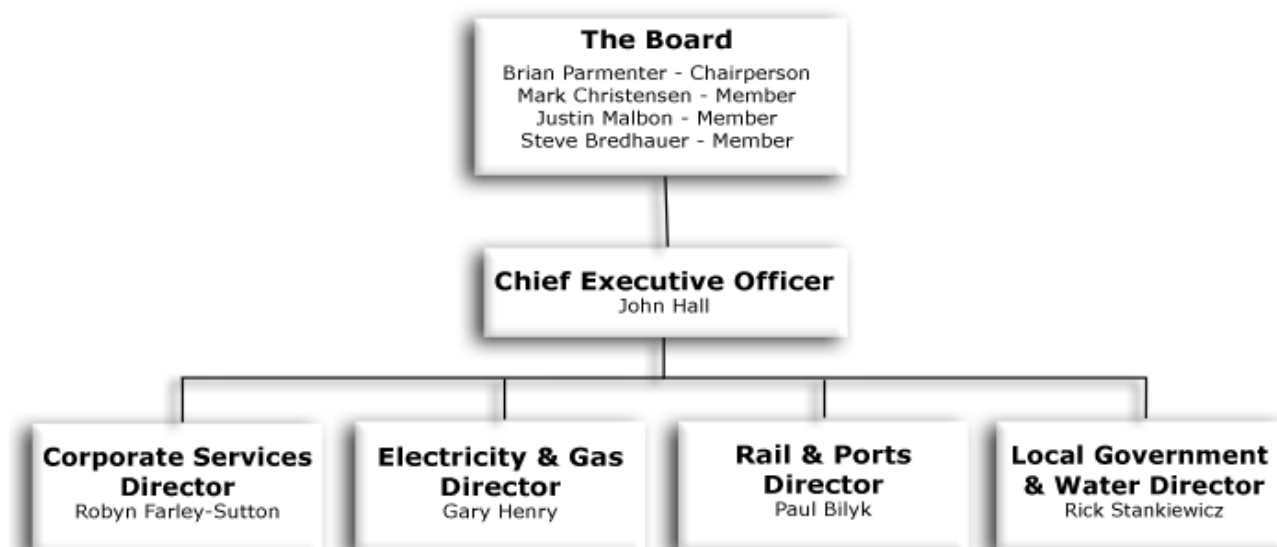 The Board
Brian Parmenter - Chairperson
Mark Christensen - Member
Justin Malbon - Member
Steve Bredhauer - Member
Chief Executive Officer
John Hall
Corporate Services
Director
Robyn Farley-Sutton
Electricity & Gas
Director
Gary Henry
Rail & Ports
Director
Paul Bilyk
Local Government
& Water Director
Rick Stankiewicz